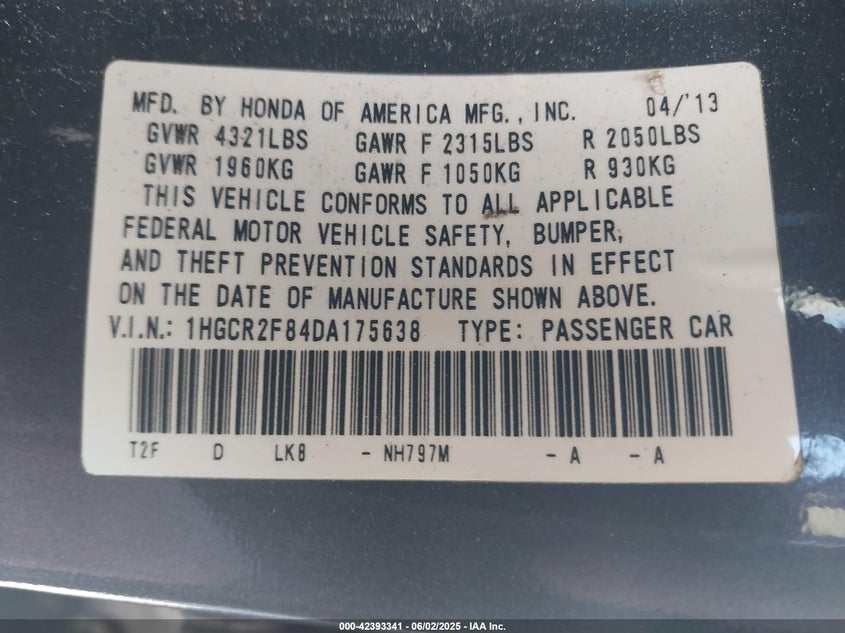 MFD. BY HONDA OF AMERICA MFG., INC. 04/'13
GVWR 4321LBS GAWR F 2315LBS R 2050LBS
GVWR 1960KG GAWR F 1050KG R 930KG
THIS VEHICLE CONFORMS TO ALL APPLICABLE
FEDERAL MOTOR VEHICLE SAFETY, BUMPER,
AND THEFT PREVENTION STANDARDS IN EFFECT
ON THE DATE OF MANUFACTURE SHOWN ABOVE.
V.I.N.: 1HGCR2F84DA175638 TYPE: PASSENGER CAR
T2F D LK8 - NH797M - A - A
000-42393341 - 06/02/2025 - IAA Inc.